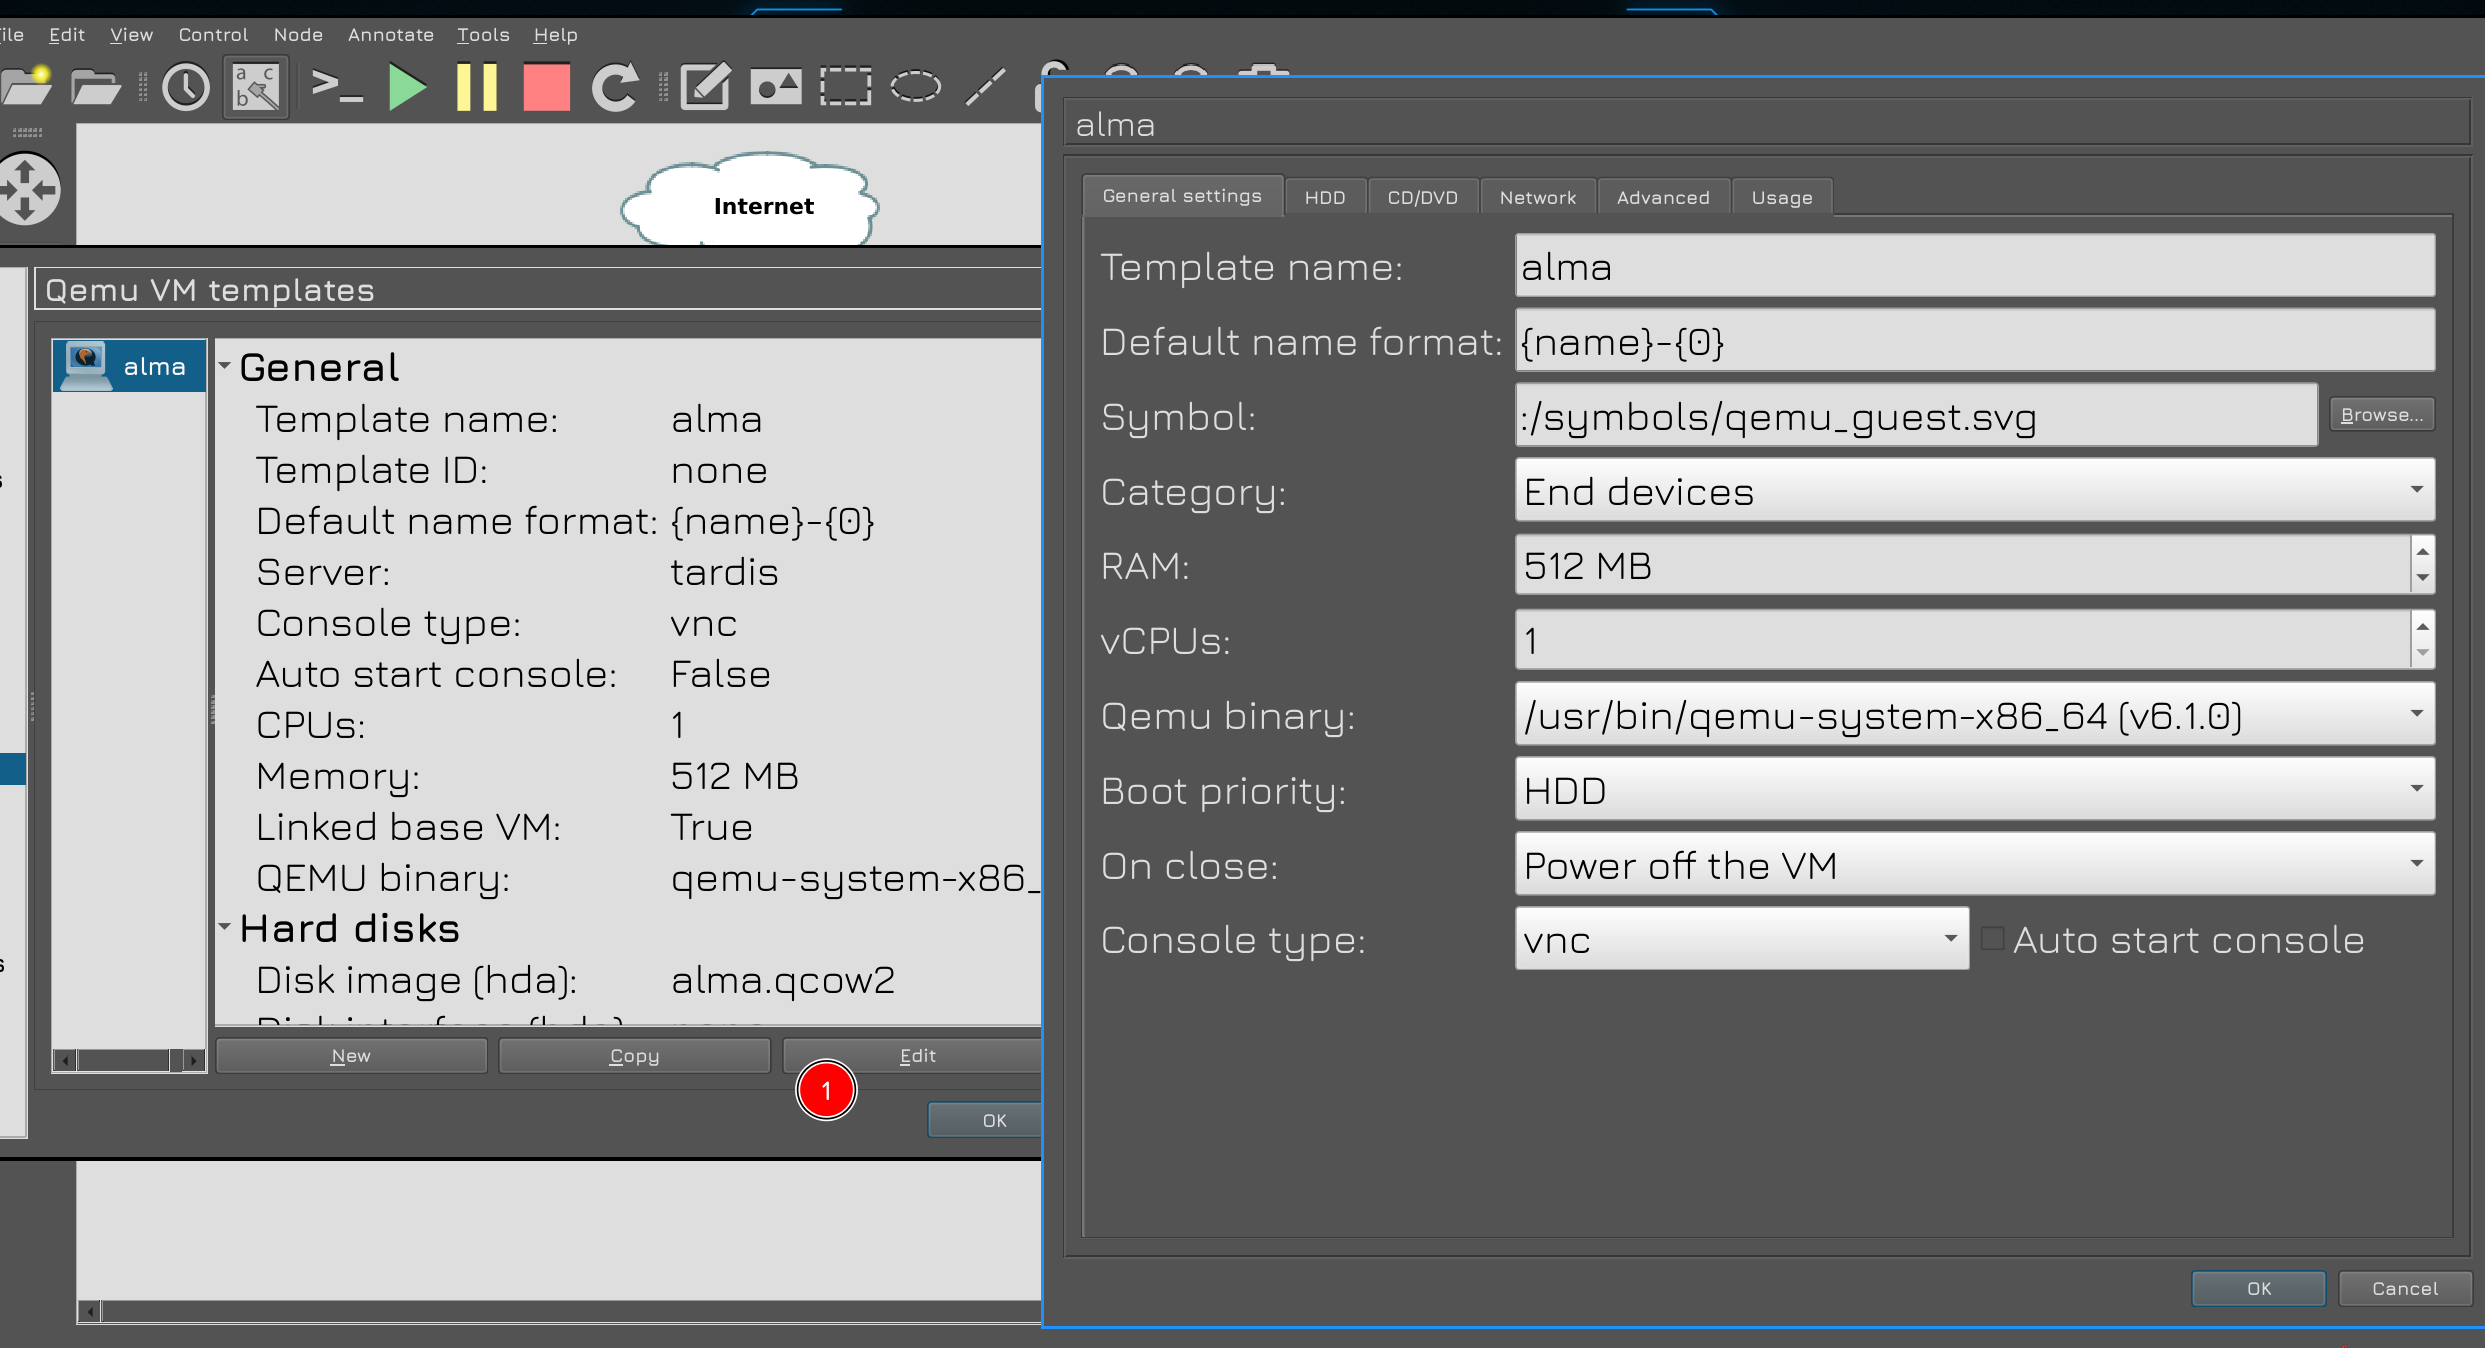 File Edit View Control Node Annotate Tools Help
a c
b
Internet
Qemu VM templates
alma
General
Template name: alma
Template ID: none
Default name format: {name}-{0}
Server: tardis
Console type: vnc
Auto start console: False
CPUs: 1
Memory: 512 MB
Linked base VM: True
QEMU binary: qemu-system-x86_
Hard disks
Disk image (hda): alma.qcow2
New Copy Edit
1
OK
alma
General settings HDD CD/DVD Network Advanced Usage
Template name: alma
Default name format: {name}-{0}
Symbol: :/symbols/qemu_guest.svg Browse...
Category: End devices
RAM: 512 MB
vCPUs: 1
Qemu binary: /usr/bin/qemu-system-x86_64 (v6.1.0)
Boot priority: HDD
On close: Power off the VM
Console type: vnc Auto start console
OK Cancel